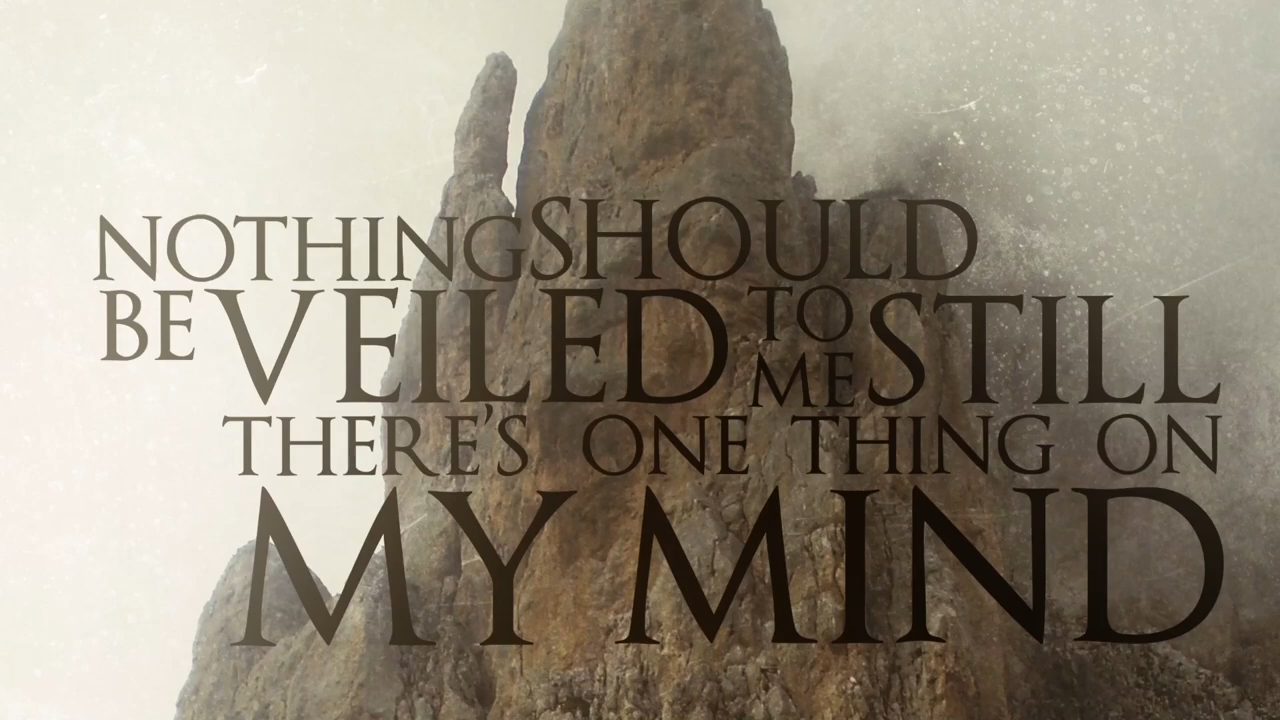 NOTHING SHOULD
BE VEILED TO ME STILL
THERE'S ONE THING ON
MY MIND